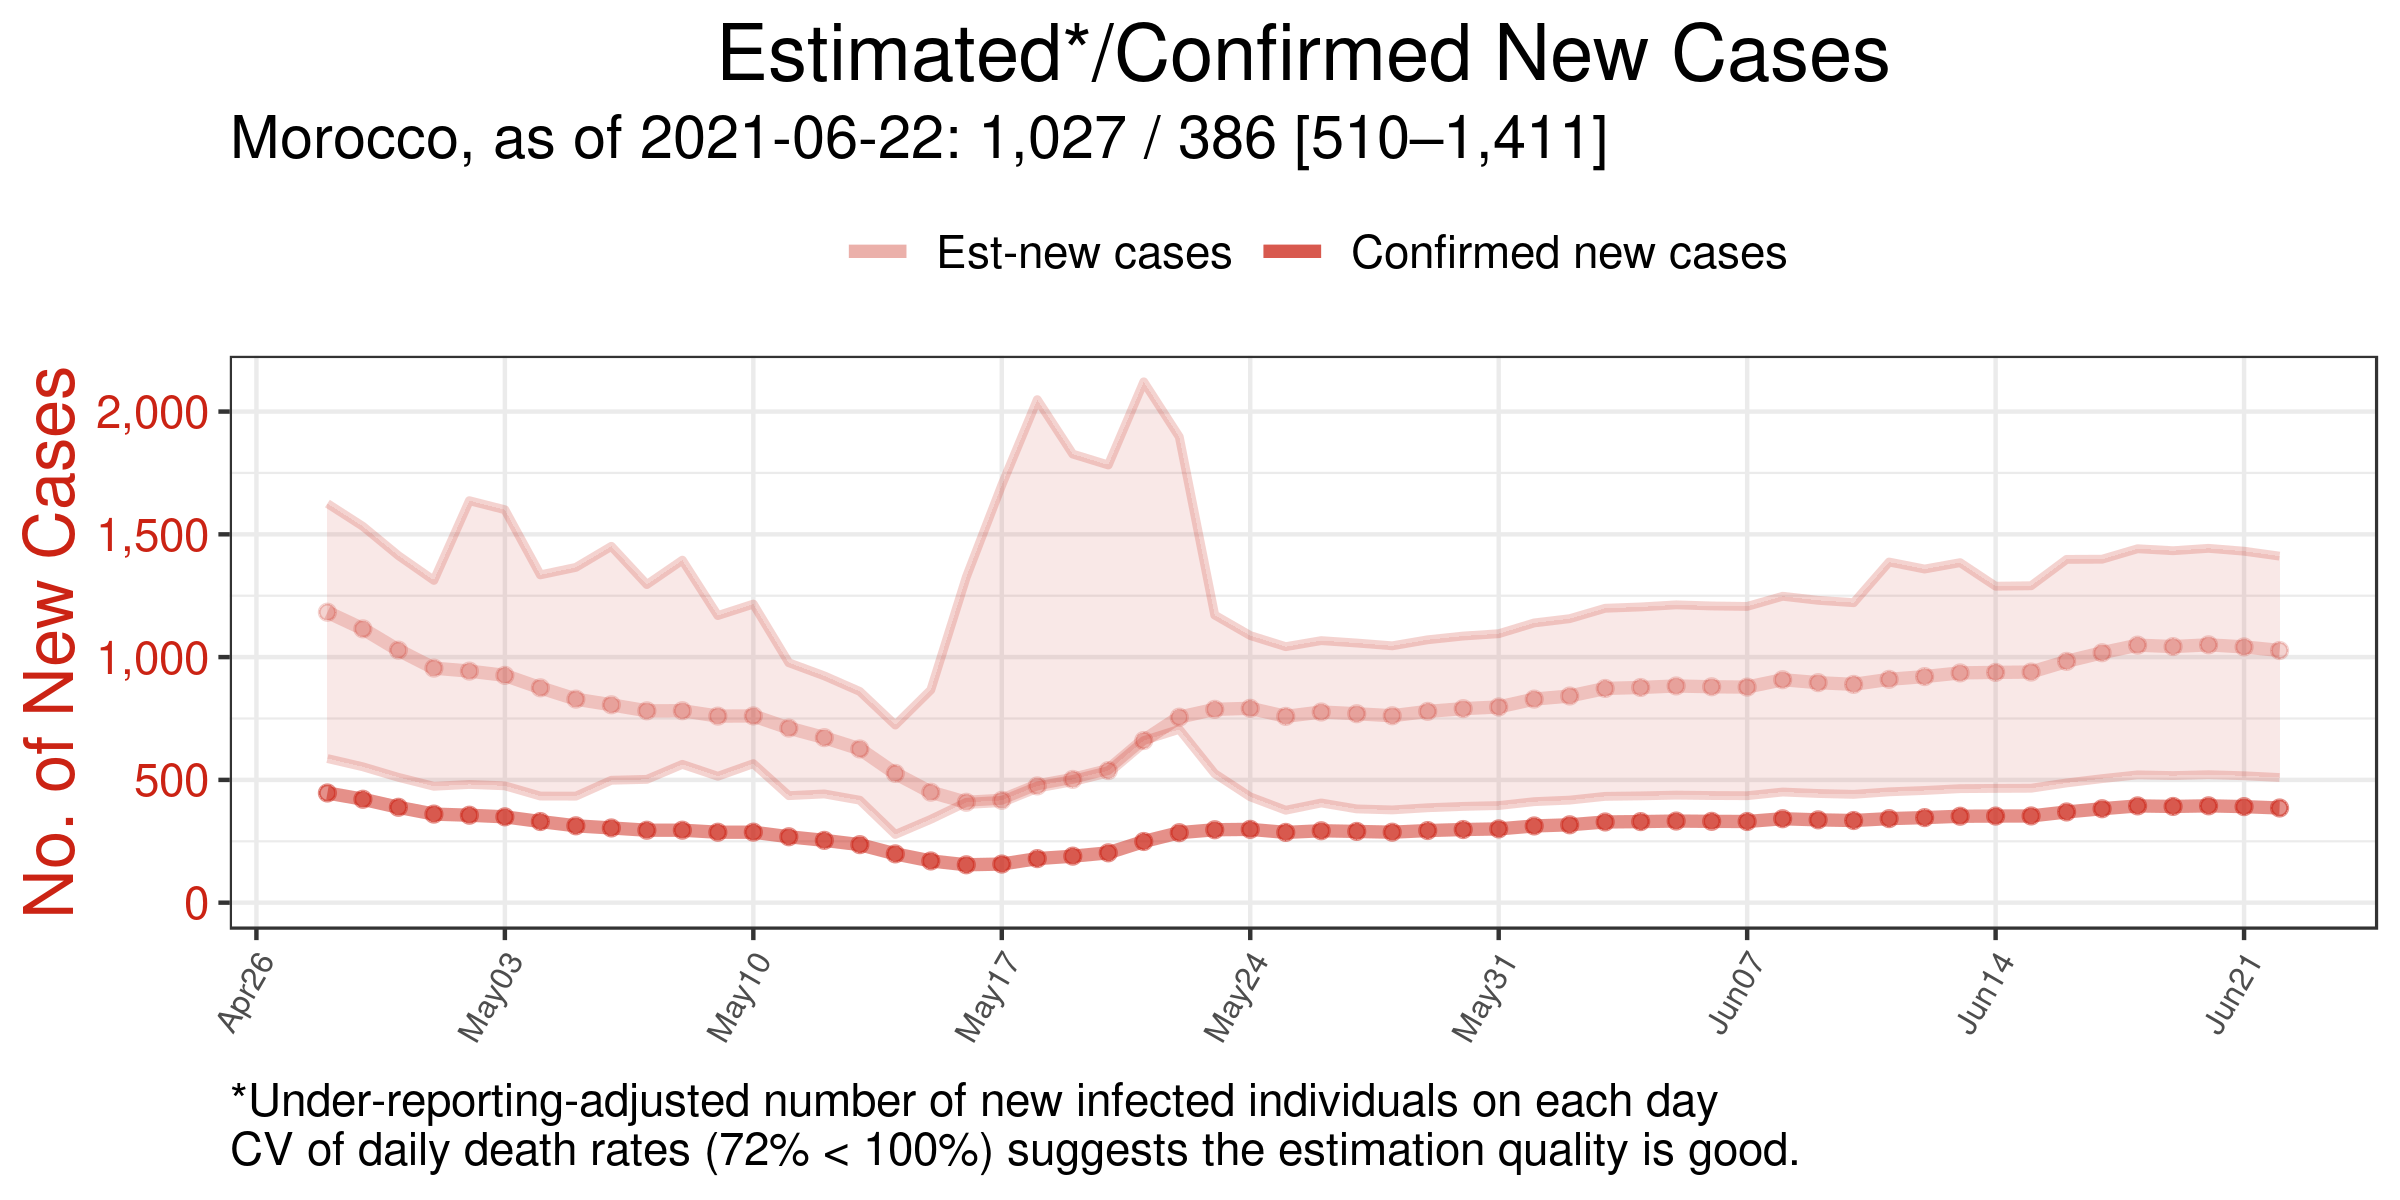 Estimated*/Confirmed New Cases
Morocco, as of 2021-06-22: 1,027 / 386 [510–1,411]
Est-new cases
Confirmed new cases
No. of New Cases
2,000
1,500
1,000
500
0
Apr26
May03
May10
May17
May24
May31
Jun07
Jun14
Jun21
*Under-reporting-adjusted number of new infected individuals on each day
CV of daily death rates (72% < 100%) suggests the estimation quality is good.